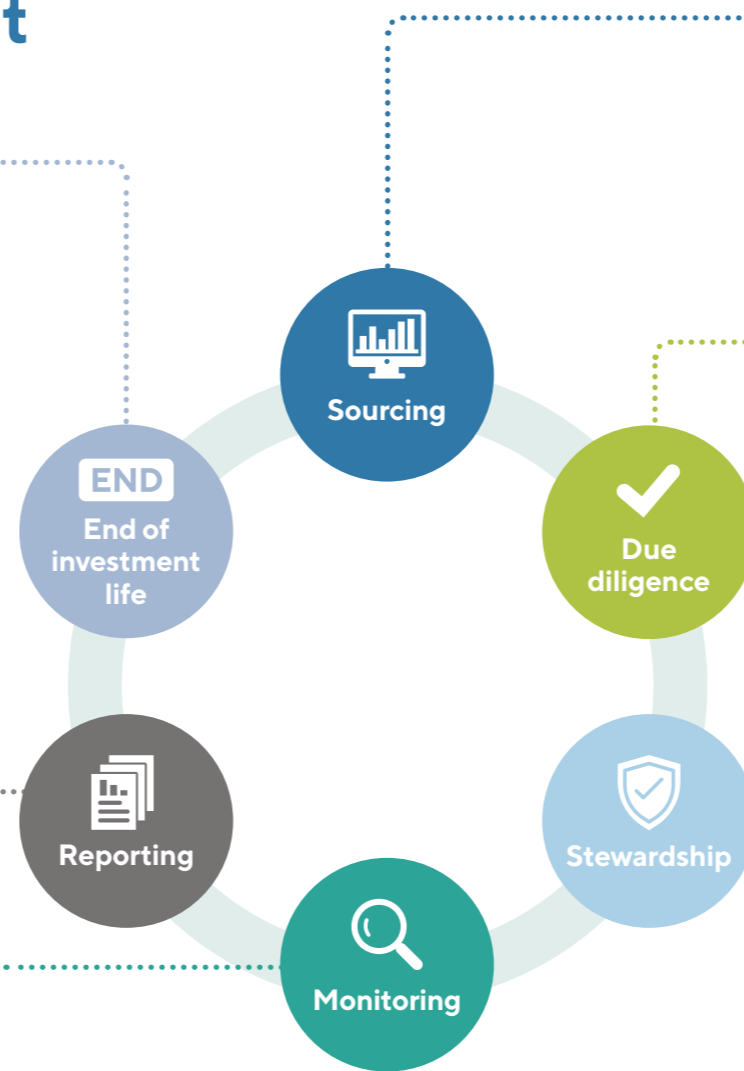 t
Sourcing
Due
diligence
Stewardship
Monitoring
Reporting
END
End of
investment
life